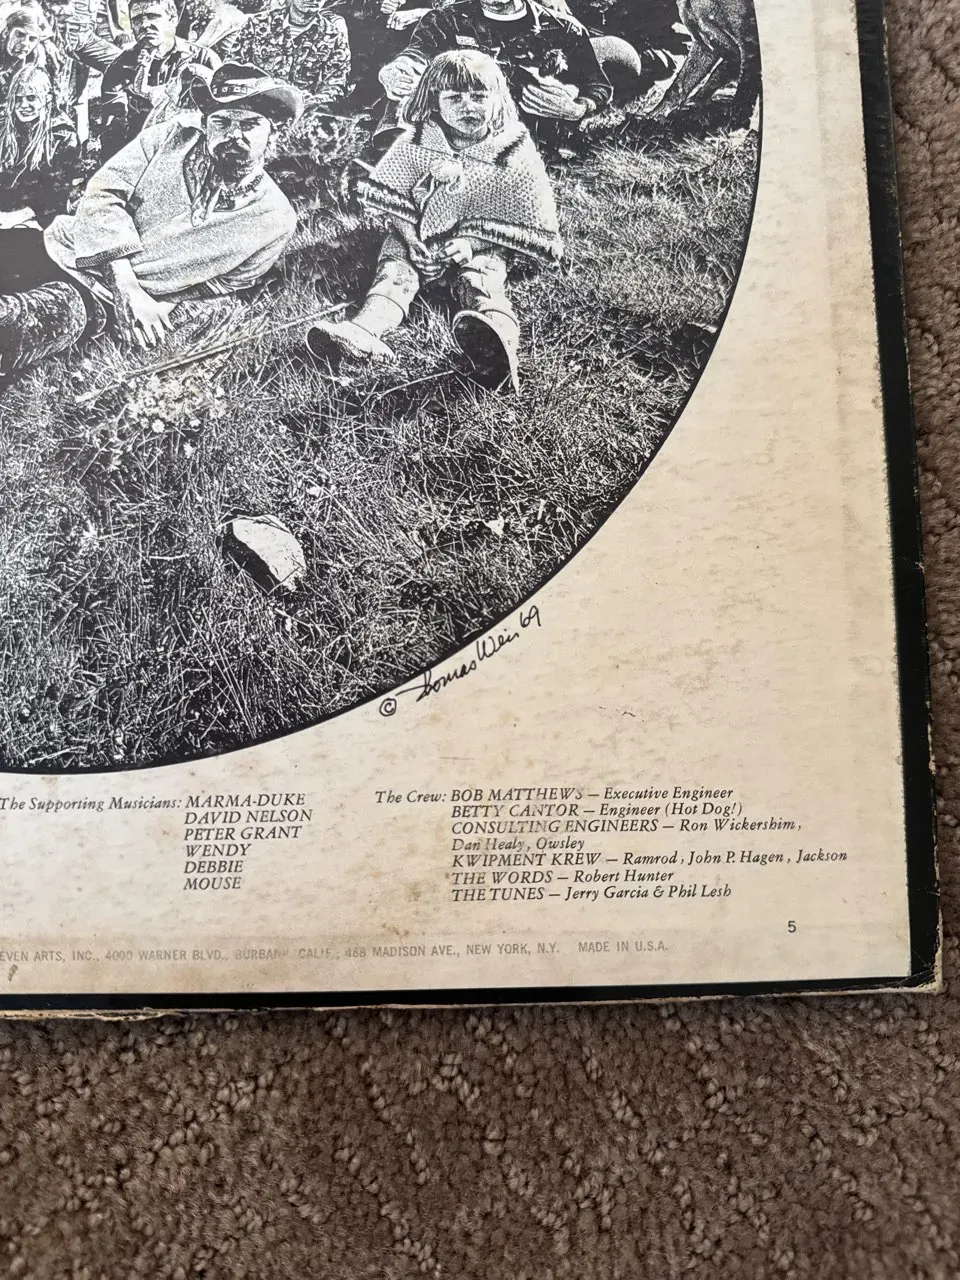 © Thomas Weir '69
The Supporting Musicians: MARMA-DUKE
DAVID NELSON
PETER GRANT
WENDY
DEBBIE
MOUSE
The Crew: BOB MATTHEWS — Executive Engineer
BETTY CANTOR — Engineer (Hot Dog!)
CONSULTING ENGINEERS — Ron Wickershim,
Dan Healy, Owsley
KWIPMENT KREW — Ramrod, John P. Hagen, Jackson
THE WORDS — Robert Hunter
THE TUNES — Jerry Garcia & Phil Lesh
5
EVEN ARTS, INC., 4000 WARNER BLVD., BURBANK, CALIF.; 488 MADISON AVE., NEW YORK, N.Y. MADE IN U.S.A.